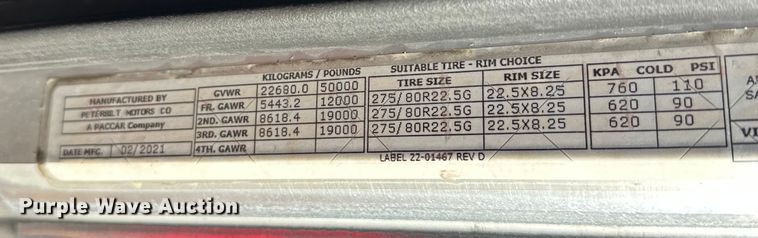 KILOGRAMS / POUNDS SUITABLE TIRE - RIM CHOICE
TIRE SIZE RIM SIZE KPA COLD PSI
MANUFACTURED BY
PETERBILT MOTORS CO
A PACCAR Company
DATE MFG. 02/2021
GVWR 22680.0 50000
FR. GAWR 5443.2 12000 275/80R22.5G 22.5X8.25 760 110
2ND. GAWR 8618.4 19000 275/80R22.5G 22.5X8.25 620 90
3RD. GAWR 8618.4 19000 275/80R22.5G 22.5X8.25 620 90
4TH. GAWR
LABEL 22-01467 REV D
Purple Wave Auction